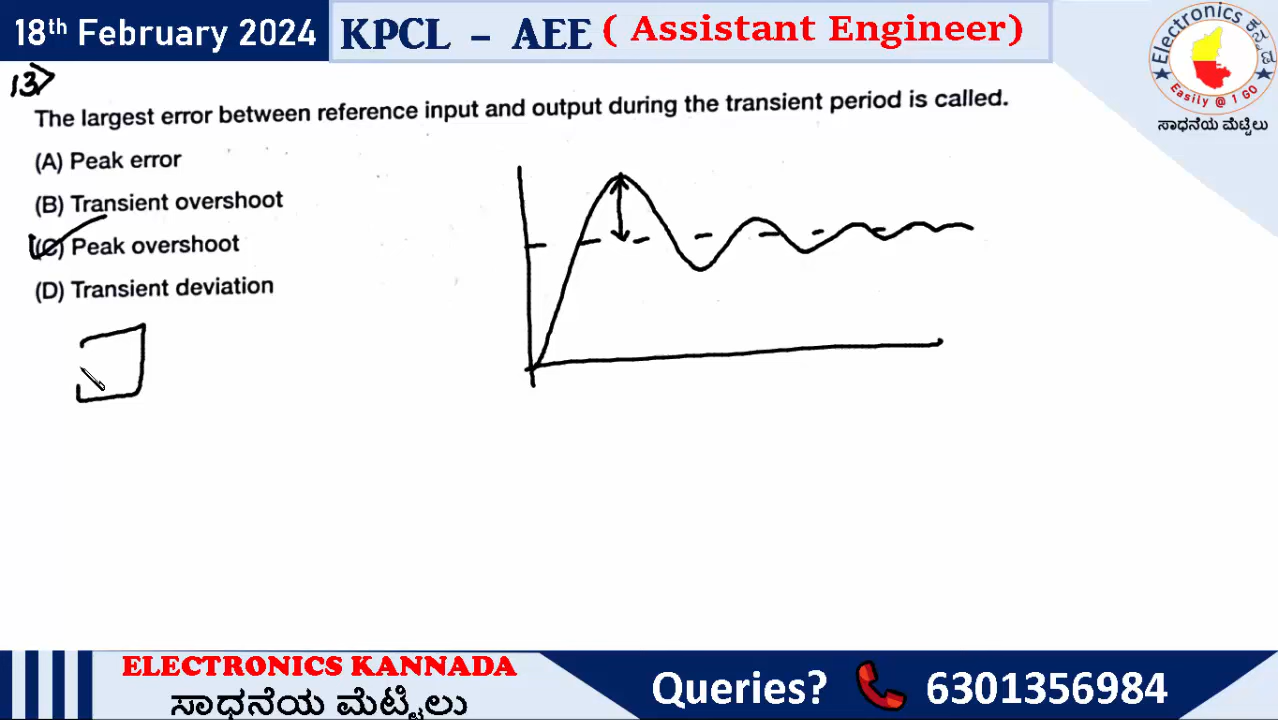 18th February 2024
KPCL - AEE ( Assistant Engineer)
Electronics ಕನ್ನಡ
Easily @ 1 GO
ಸಾಧನೆಯ ಮೆಟ್ಟಿಲು
13>
The largest error between reference input and output during the transient period is called.
(A) Peak error
(B) Transient overshoot
(C) Peak overshoot
(D) Transient deviation
ELECTRONICS KANNADA
ಸಾಧನೆಯ ಮೆಟ್ಟಿಲು
Queries? 6301356984